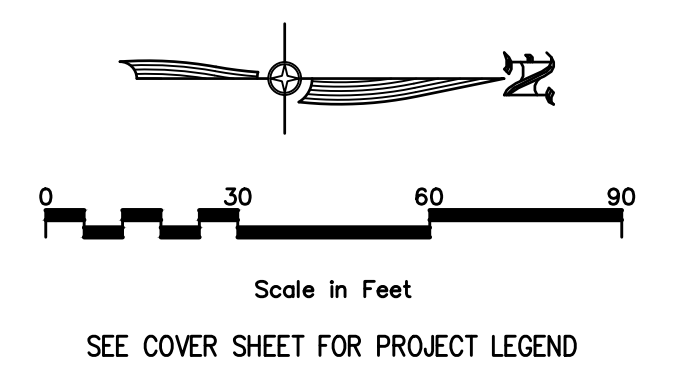 N
0 30 60 90
Scale in Feet
SEE COVER SHEET FOR PROJECT LEGEND